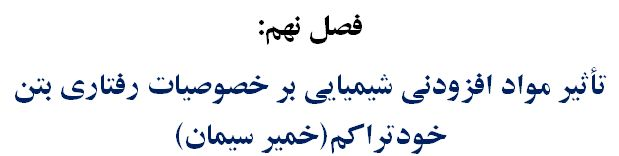 فصل نهم:
تأثیر مواد افزودنی شیمیایی بر خصوصیات رفتاری بتن
خودتراکم(خمیر سیمان)